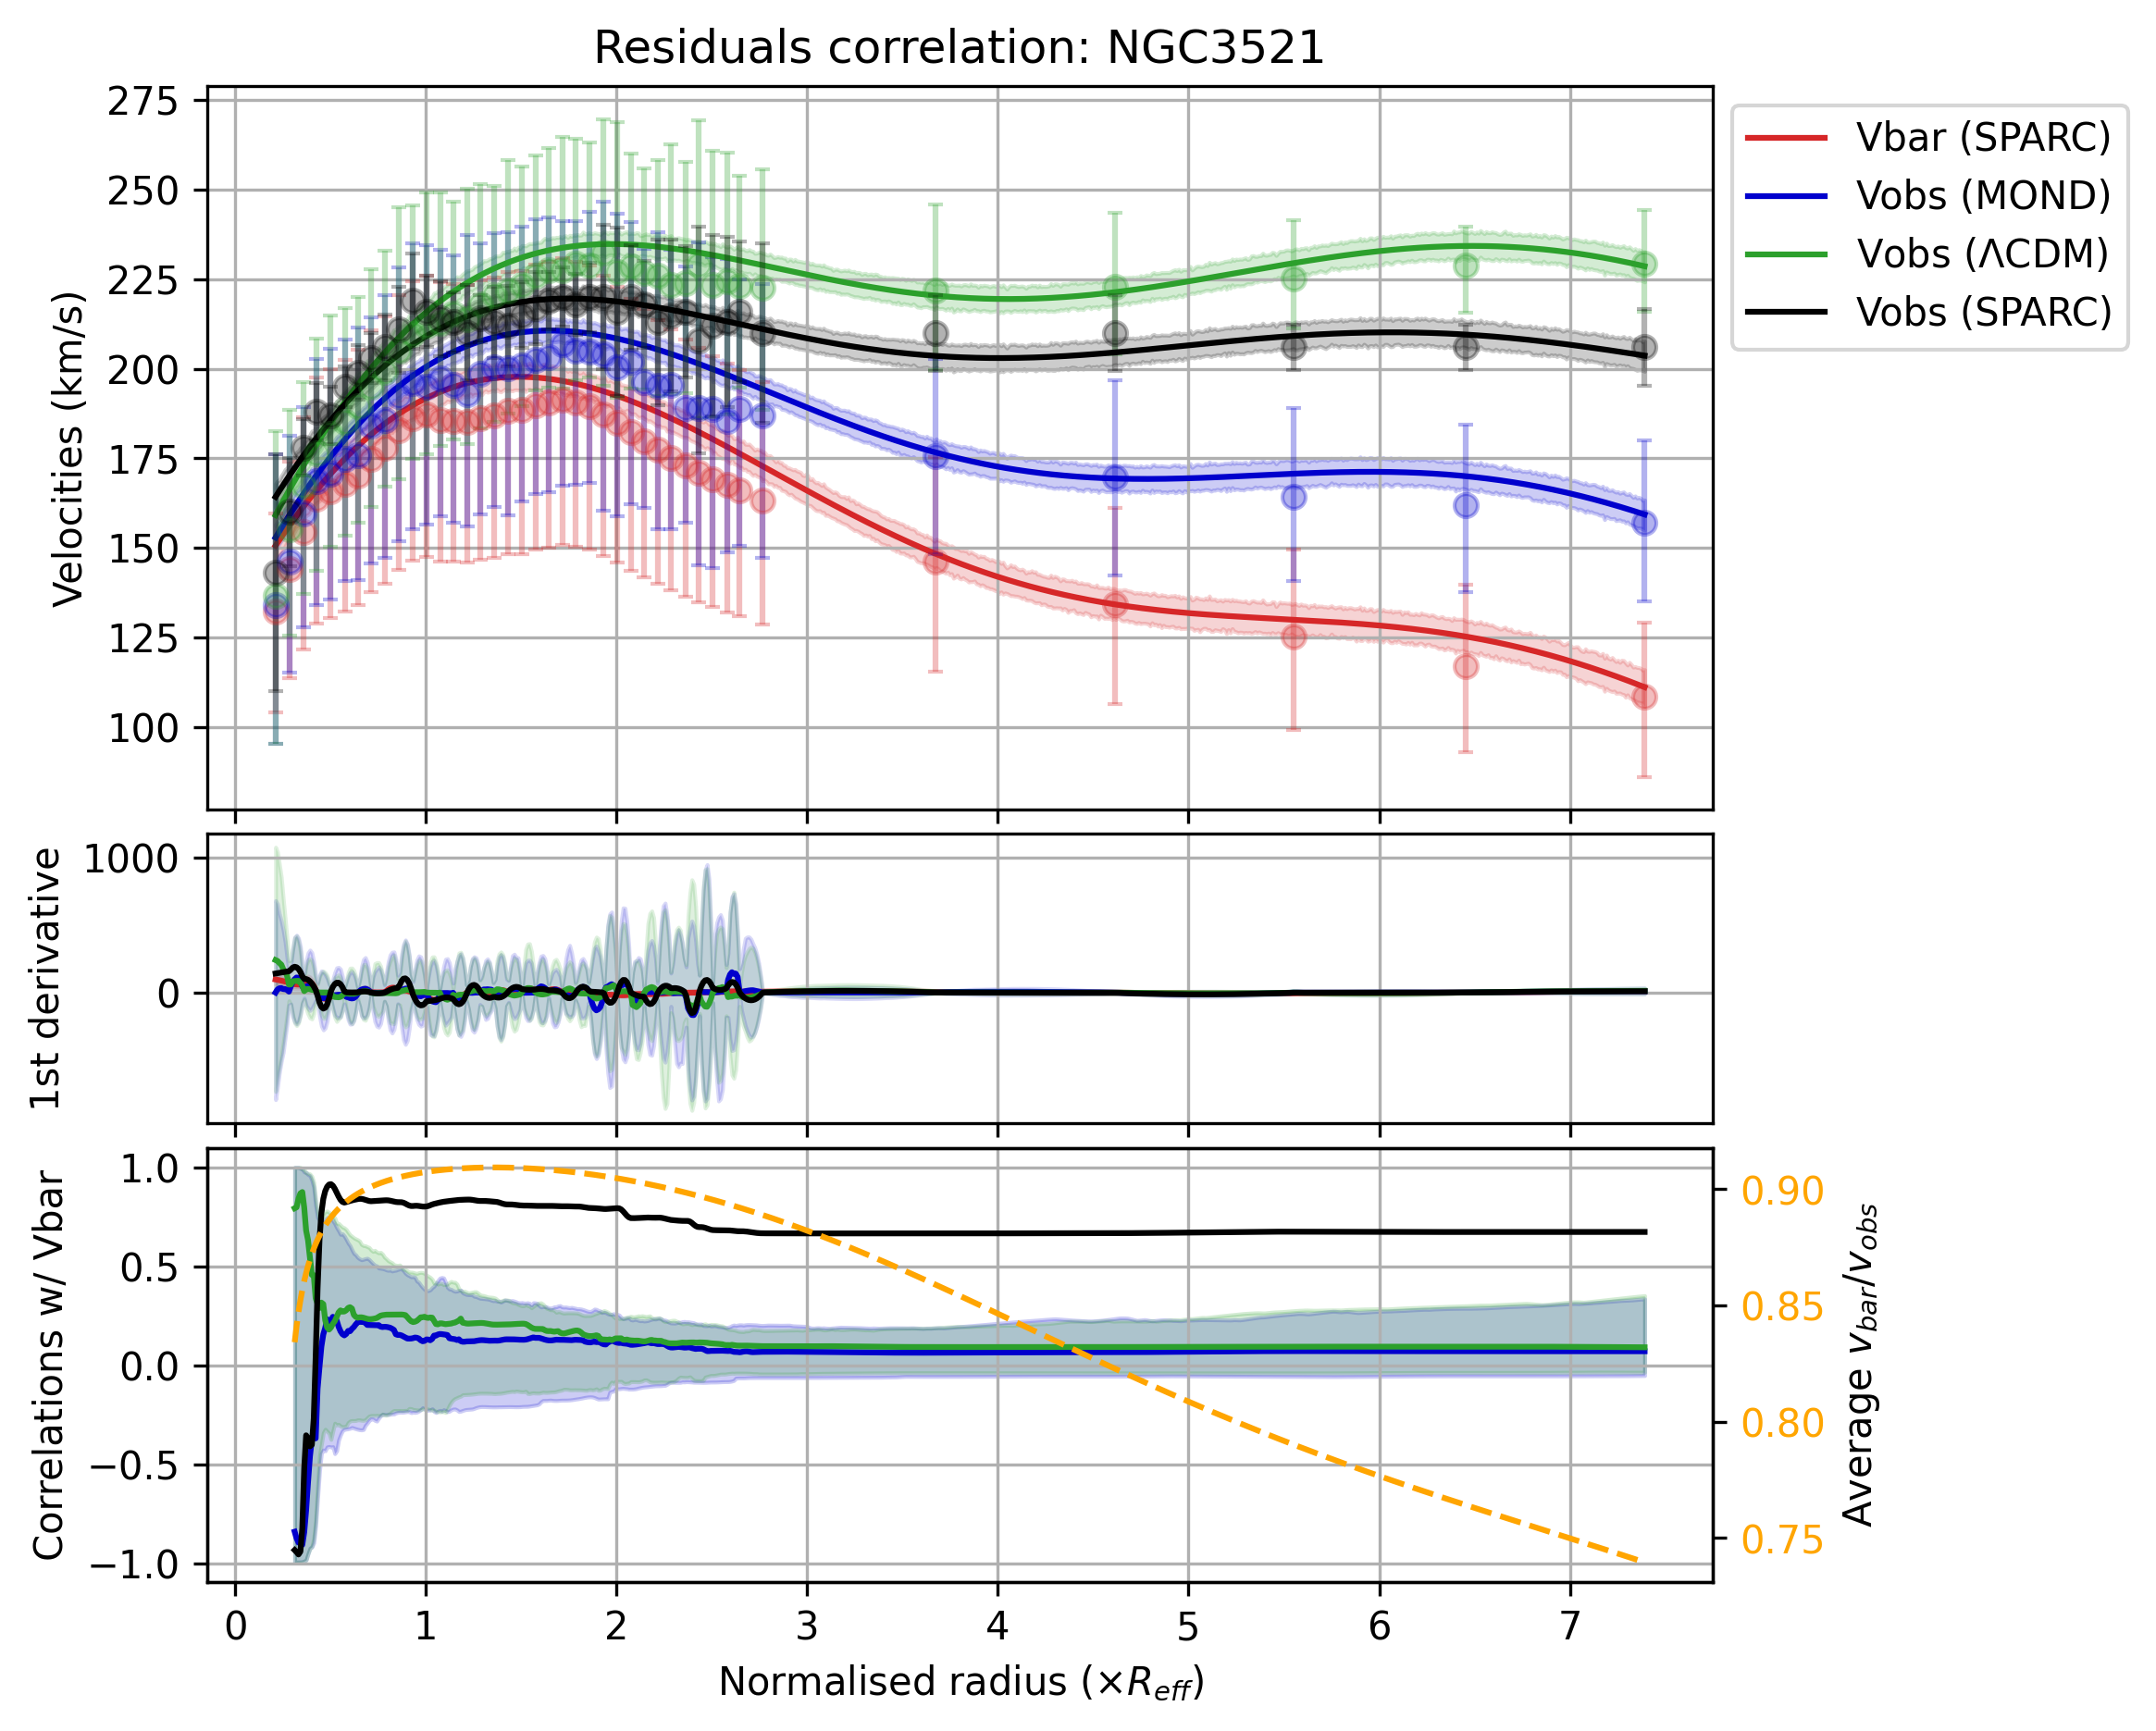 Residuals correlation: NGC3521
275
250
225
200
175
150
125
100
Velocities (km/s)
Vbar (SPARC)
Vobs (MOND)
Vobs (ΛCDM)
Vobs (SPARC)
1000
0
1st derivative
1.0
0.5
0.0
−0.5
−1.0
Correlations w/ Vbar
0.90
0.85
0.80
0.75
Average v_bar/v_obs
0 1 2 3 4 5 6 7
Normalised radius (×R_eff)